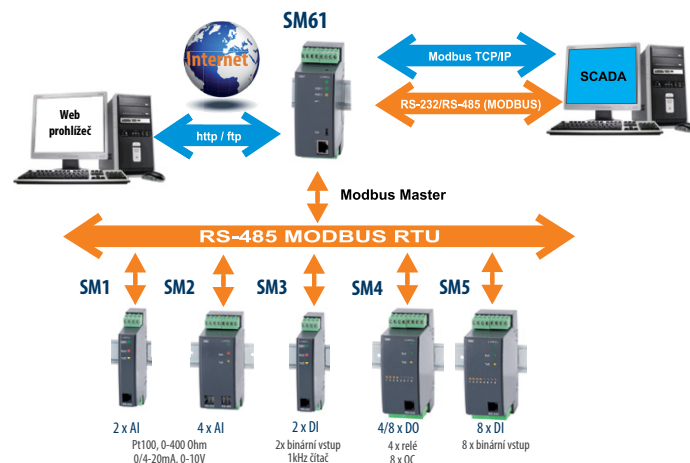 SM61
Internet
Modbus TCP/IP
SCADA
RS-232/RS-485 (MODBUS)
Web
prohlížeč
http / ftp
Modbus Master
RS-485 MODBUS RTU
SM1
SM2
SM3
SM4
SM5
2 x AI
4 x AI
2 x DI
4/8 x DO
8 x DI
Pt100, 0-400 Ohm
0/4-20mA, 0-10V
2x binární vstup
1kHz čítač
4 x relé
8 x OC
8 x binární vstup